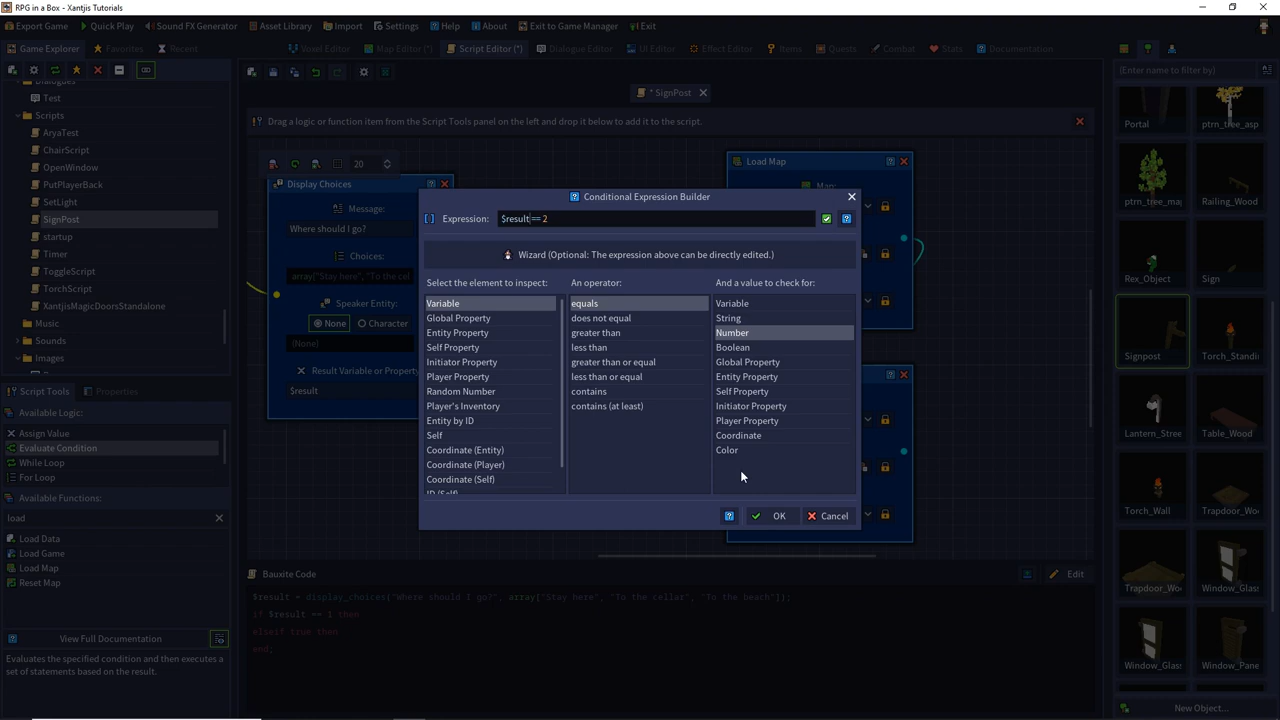 RPG in a Box - Xantjis Tutorials
Export Game
Quick Play
Sound FX Generator
Asset Library
Import
Settings
Help
About
Exit to Game Manager
Exit
Game Explorer
Favorites
Recent
Voxel Editor
Map Editor (*)
Script Editor (*)
Dialogue Editor
UI Editor
Effect Editor
Items
Quests
Combat
Stats
Documentation
Dialogues
Test
Scripts
AryaTest
ChairScript
OpenWindow
PutPlayerBack
SetLight
SignPost
startup
Timer
ToggleScript
TorchScript
XantjisMagicDoorsStandalone
Music
Sounds
Images
Script Tools
Properties
Available Logic:
Assign Value
Evaluate Condition
While Loop
For Loop
Available Functions:
load
Load Data
Load Game
Load Map
Reset Map
View Full Documentation
Evaluates the specified condition and then executes a
set of statements based on the result.
* SignPost
Drag a logic or function item from the Script Tools panel on the left and drop it below to add it to the script.
20
Display Choices
Message:
Where should I go?
Choices:
array["Stay here", "To the cel
Speaker Entity:
None
Character
(None)
Result Variable or Property
$result
Load Map
Map:
Conditional Expression Builder
Expression:
$result == 2
Wizard (Optional: The expression above can be directly edited.)
Select the element to inspect:
Variable
Global Property
Entity Property
Self Property
Initiator Property
Player Property
Random Number
Player's Inventory
Entity by ID
Self
Coordinate (Entity)
Coordinate (Player)
Coordinate (Self)
ID (Self)
An operator:
equals
does not equal
greater than
less than
greater than or equal
less than or equal
contains
contains (at least)
And a value to check for:
Variable
String
Number
Boolean
Global Property
Entity Property
Self Property
Initiator Property
Player Property
Coordinate
Color
OK
Cancel
Bauxite Code
Edit
$result = display_choices("Where should I go?", array["Stay here", "To the cellar", "To the beach"]);
if $result == 1 then
elseif true then
end;
(Enter name to filter by)
Portal
ptrn_tree_asp
ptrn_tree_ma
Railing_Wood
Rex_Object
Sign
Signpost
Torch_Standi
Lantern_Stree
Table_Wood
Torch_Wall
Trapdoor_Wo
Trapdoor_Wo
Window_Glas
Window_Glas
Window_Pane
New Object...